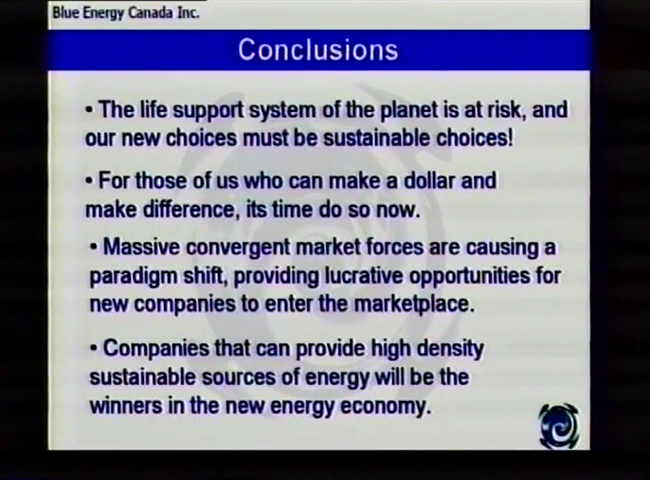 Blue Energy Canada Inc.
Conclusions
• The life support system of the planet is at risk, and
our new choices must be sustainable choices!
• For those of us who can make a dollar and
make difference, its time do so now.
• Massive convergent market forces are causing a
paradigm shift, providing lucrative opportunities for
new companies to enter the marketplace.
• Companies that can provide high density
sustainable sources of energy will be the
winners in the new energy economy.